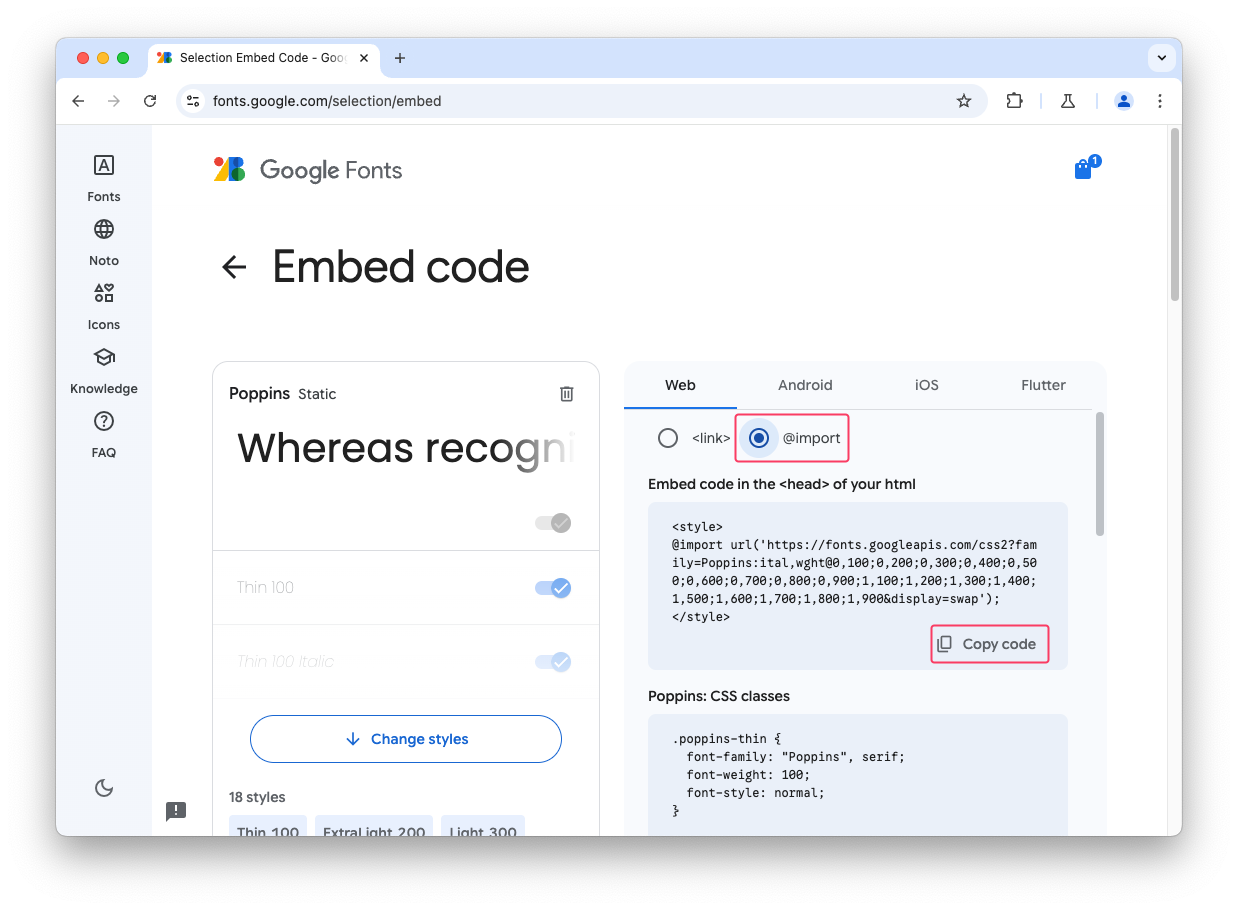 Selection Embed Code - Goo
fonts.google.com/selection/embed
Fonts
Noto
Icons
Knowledge
FAQ
Google Fonts
1
Embed code
Poppins Static
Whereas recogni
Thin 100
Thin 100 Italic
Change styles
18 styles
Thin 100 ExtraLight 200 Light 300
Web Android iOS Flutter
<link> @import
Embed code in the <head> of your html
<style>
@import url('https://fonts.googleapis.com/css2?fam
ily=Poppins:ital,wght@0,100;0,200;0,300;0,400;0,50
0;0,600;0,700;0,800;0,900;1,100;1,200;1,300;1,400;
1,500;1,600;1,700;1,800;1,900&display=swap');
</style>
Copy code
Poppins: CSS classes
.poppins-thin {
font-family: "Poppins", serif;
font-weight: 100;
font-style: normal;
}